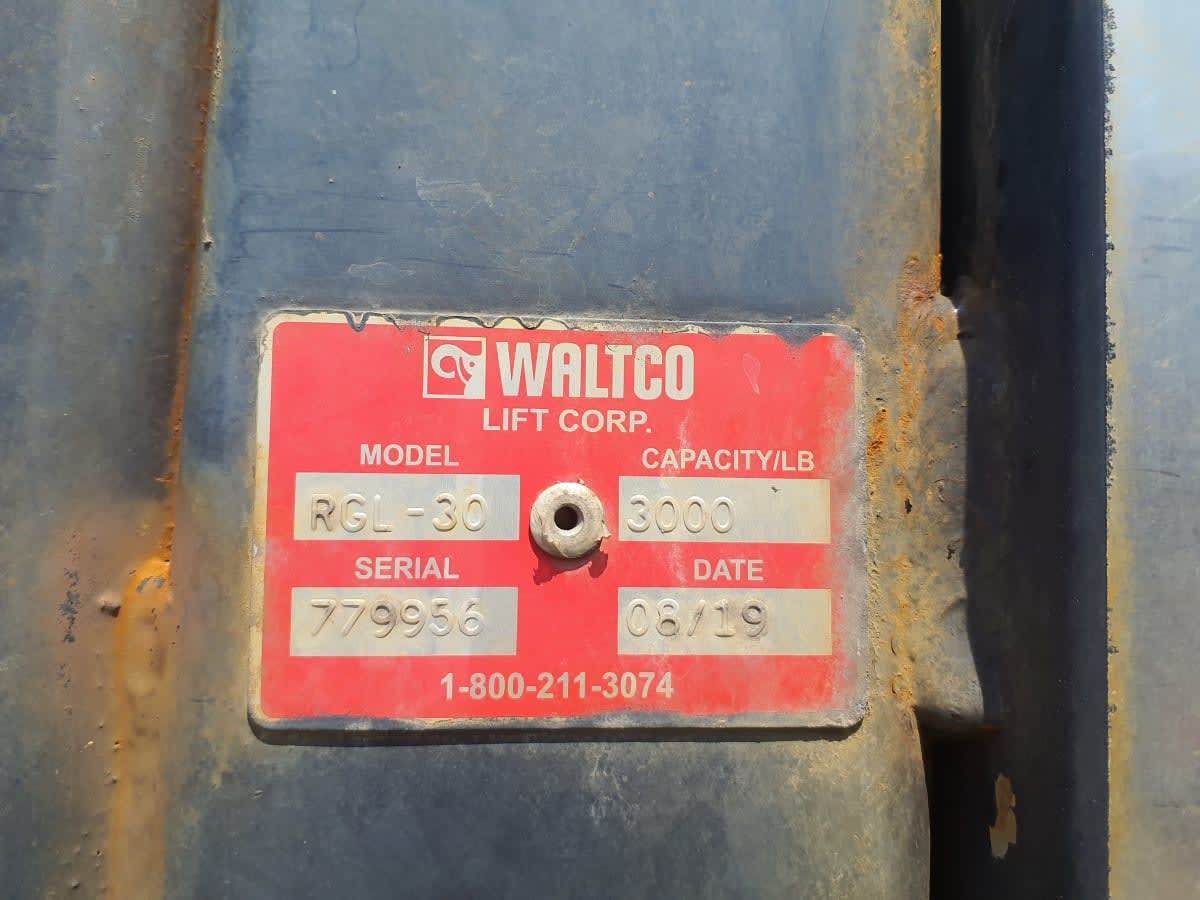 WALTCO
LIFT CORP.
MODEL CAPACITY/LB
RGL-30 3000
SERIAL DATE
779956 08/19
1-800-211-3074